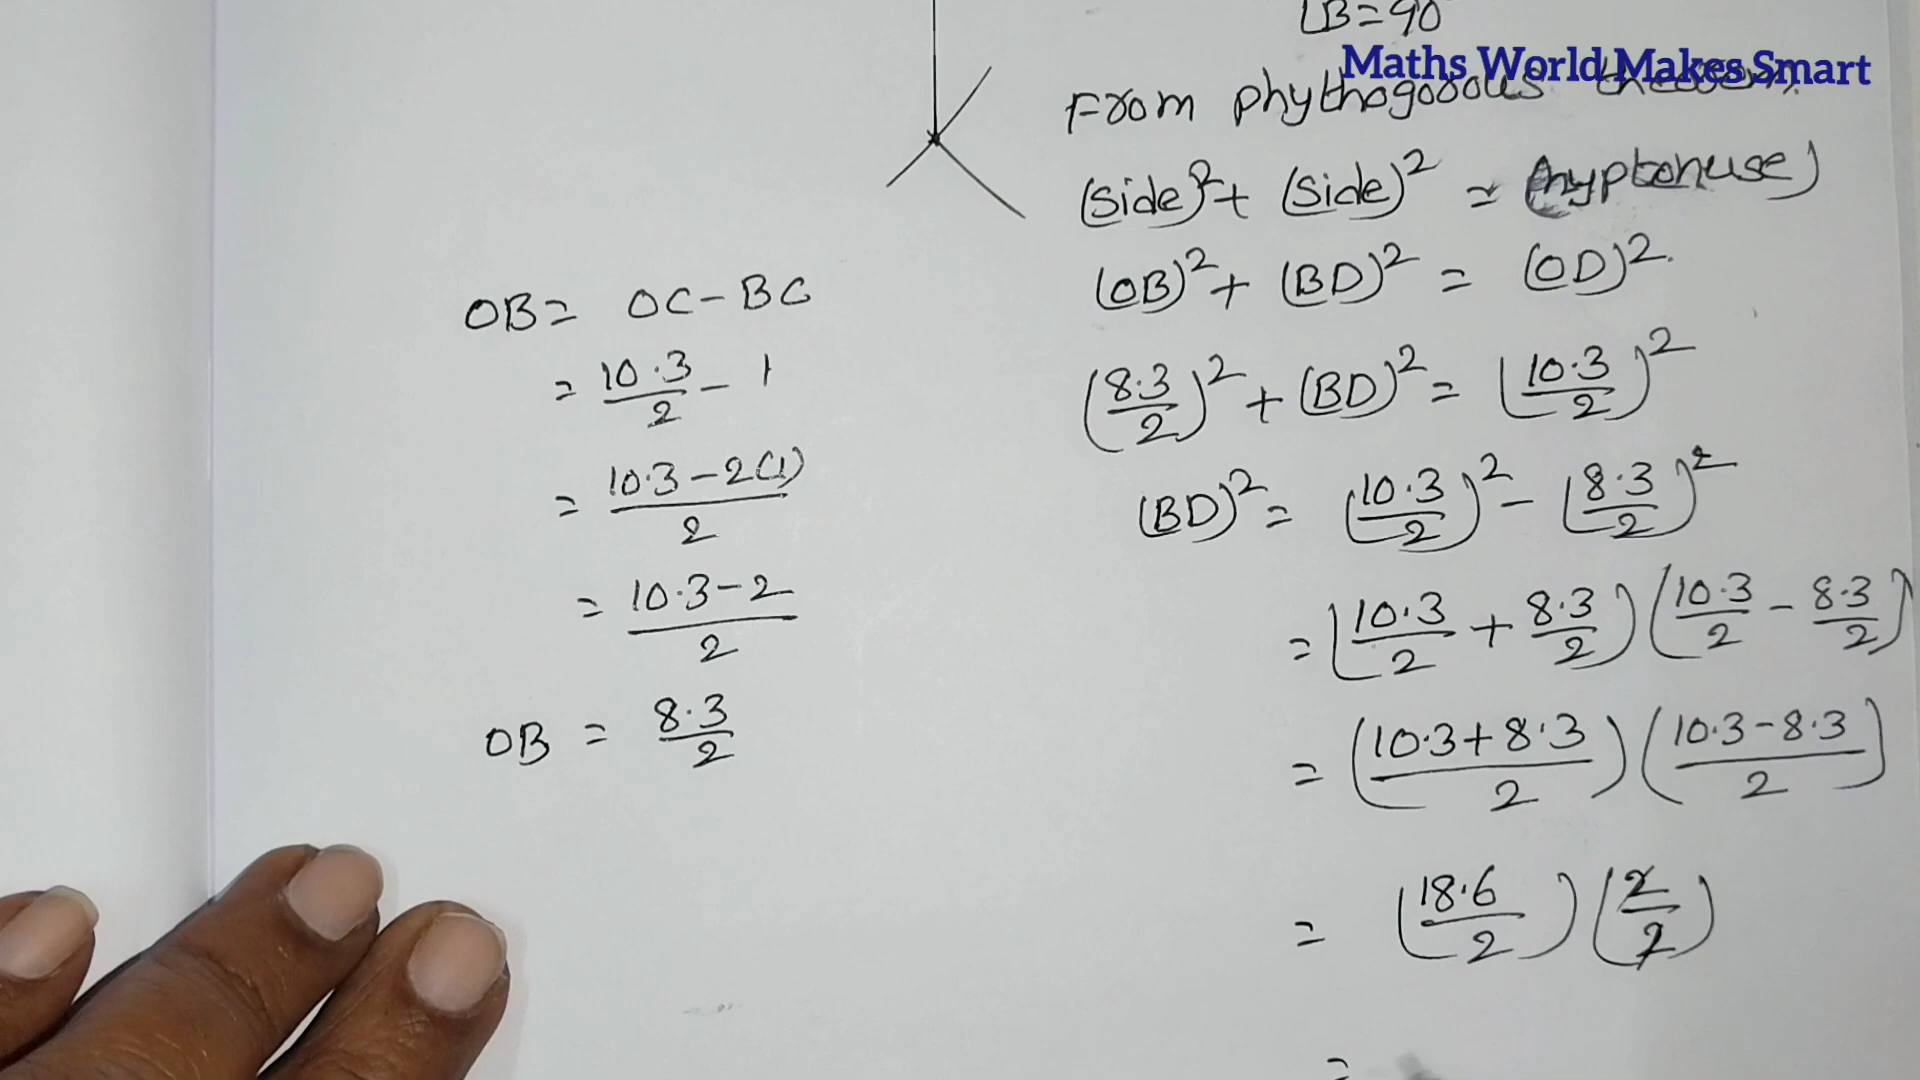 ∠B=90°
Maths World Makes Smart
From phythogorous theorem.
(side)²+ (side)² = (hyptonuse)
(OB)²+ (BD)² = (OD)².
(8.3/2)² + (BD)² = (10.3/2)²
(BD)² = (10.3/2)² - (8.3/2)²
= (10.3/2 + 8.3/2) (10.3/2 - 8.3/2)
= (10.3+8.3/2) (10.3-8.3/2)
= (18.6/2) (2/2)
=
OB = OC - BC
= 10.3/2 - 1
= 10.3-2(1)/2
= 10.3-2/2
OB = 8.3/2